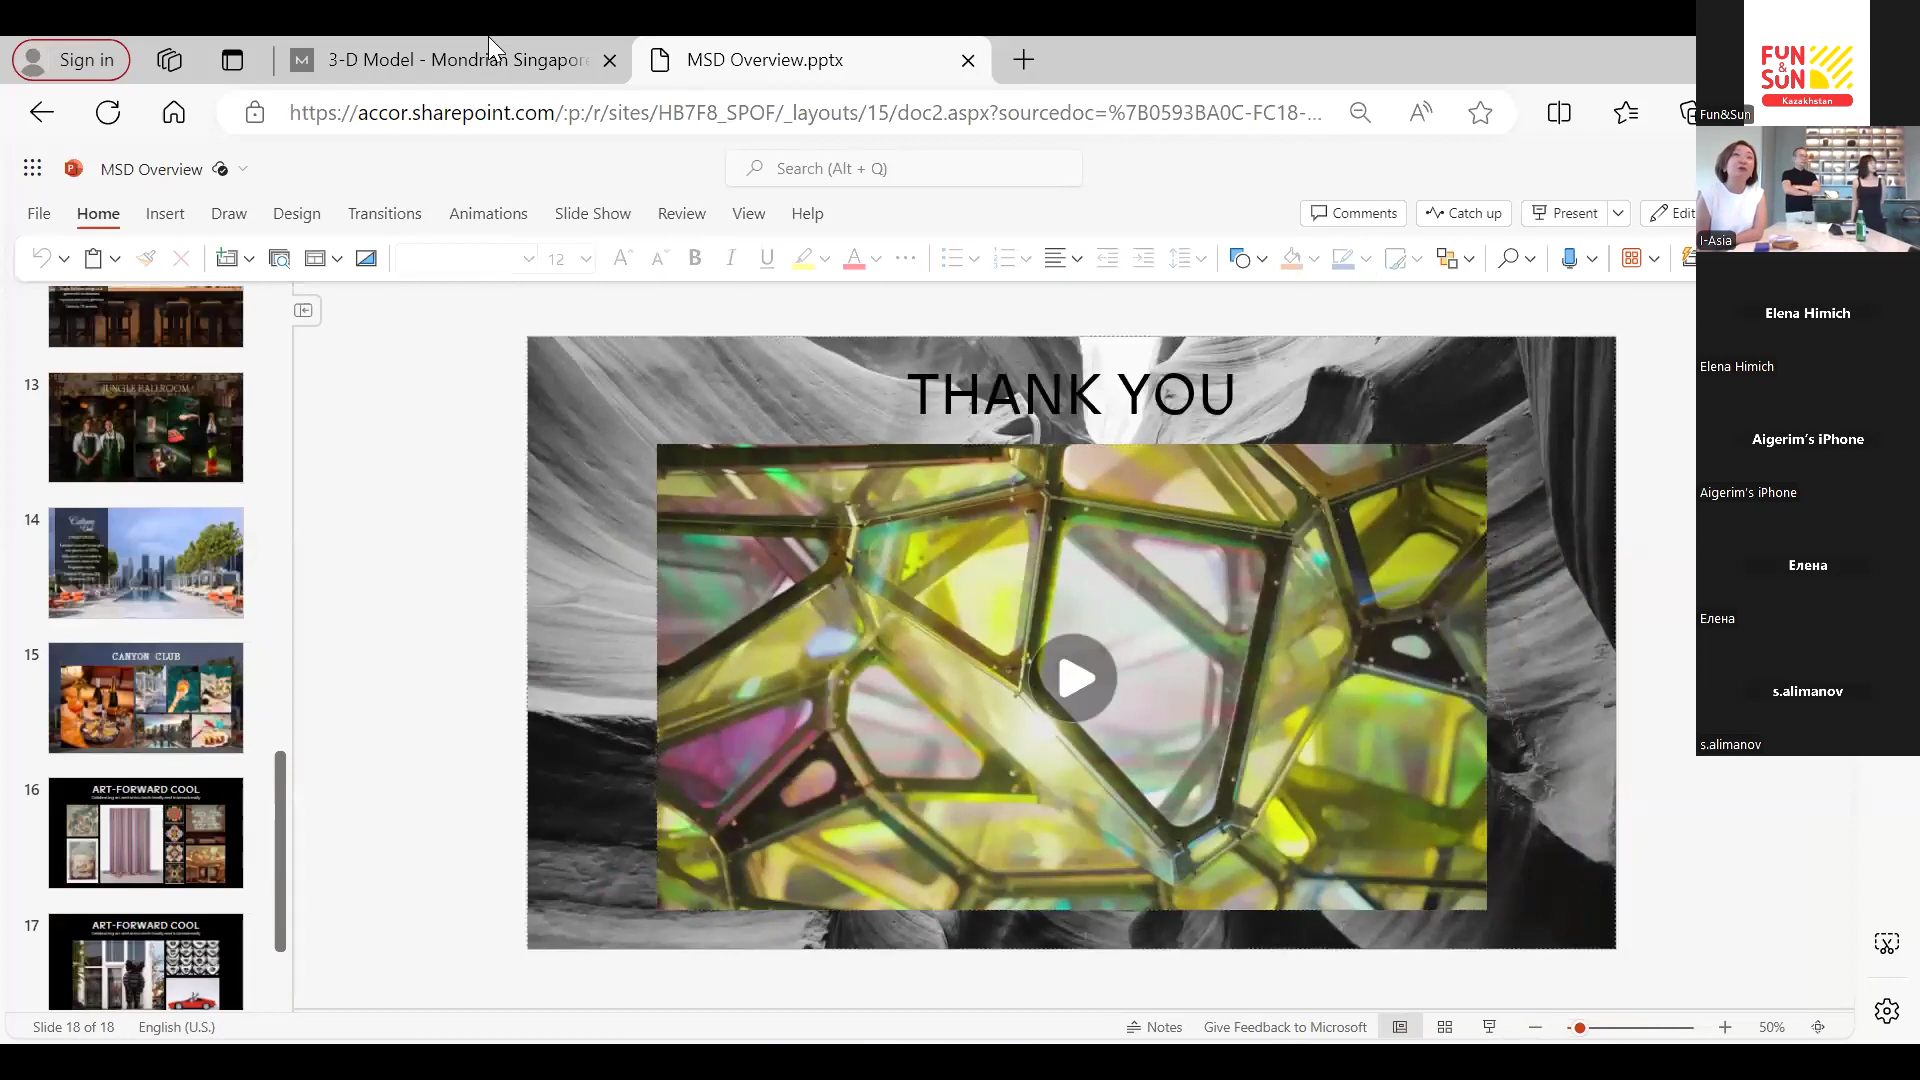 Sign in
3-D Model - Mondrian Singapore
MSD Overview.pptx
https://accor.sharepoint.com/:p:/r/sites/HB7F8_SPOF/_layouts/15/doc2.aspx?sourcedoc=%7B0593BA0C-FC18-...
MSD Overview
Search (Alt + Q)
File Home Insert Draw Design Transitions Animations Slide Show Review View Help
Comments
Catch up
Present
Edit
12
13
JUNGLE BALLROOM
14
15
CANYON CLUB
16
ART-FORWARD COOL
17
ART-FORWARD COOL
THANK YOU
FUN
&
SUN
Kazakhstan
Fun&Sun
I-Asia
Elena Himich
Elena Himich
Aigerim's iPhone
Aigerim's iPhone
Елена
Елена
s.alimanov
s.alimanov
Slide 18 of 18
English (U.S.)
Notes
Give Feedback to Microsoft
50%